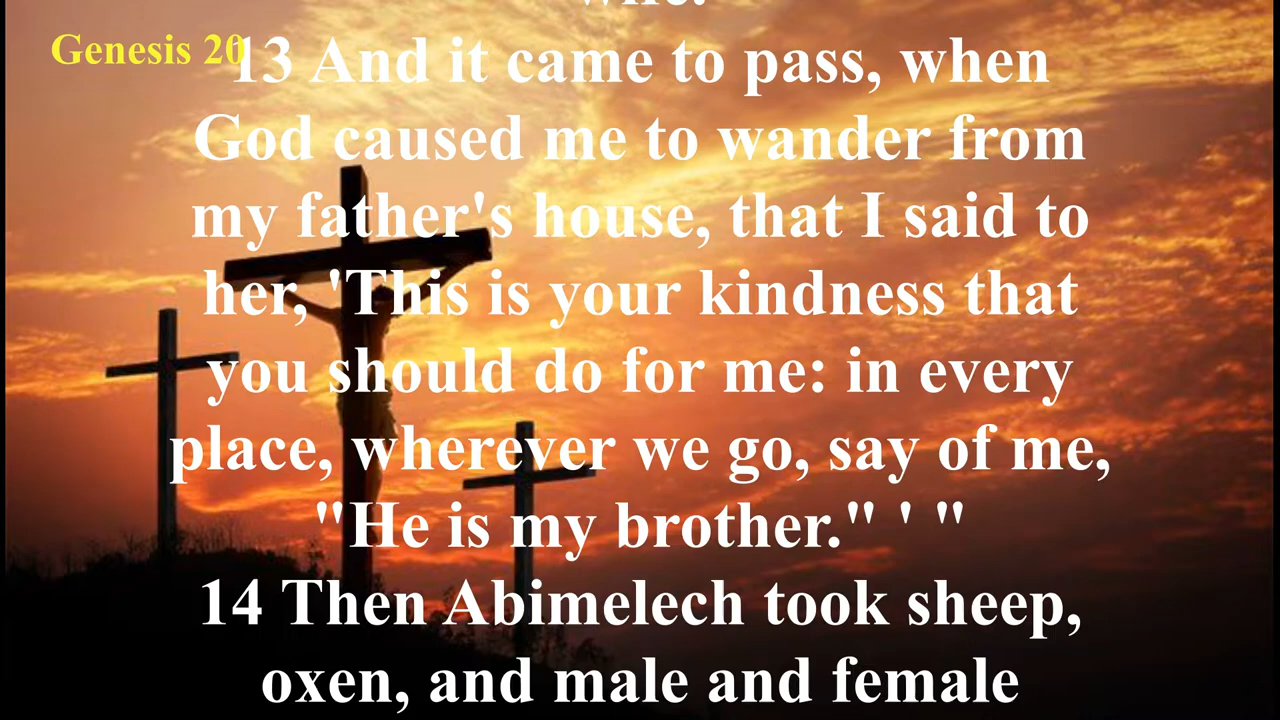 wife.
Genesis 20
13 And it came to pass, when
God caused me to wander from
my father's house, that I said to
her, 'This is your kindness that
you should do for me: in every
place, wherever we go, say of me,
"He is my brother." ' "
14 Then Abimelech took sheep,
oxen, and male and female